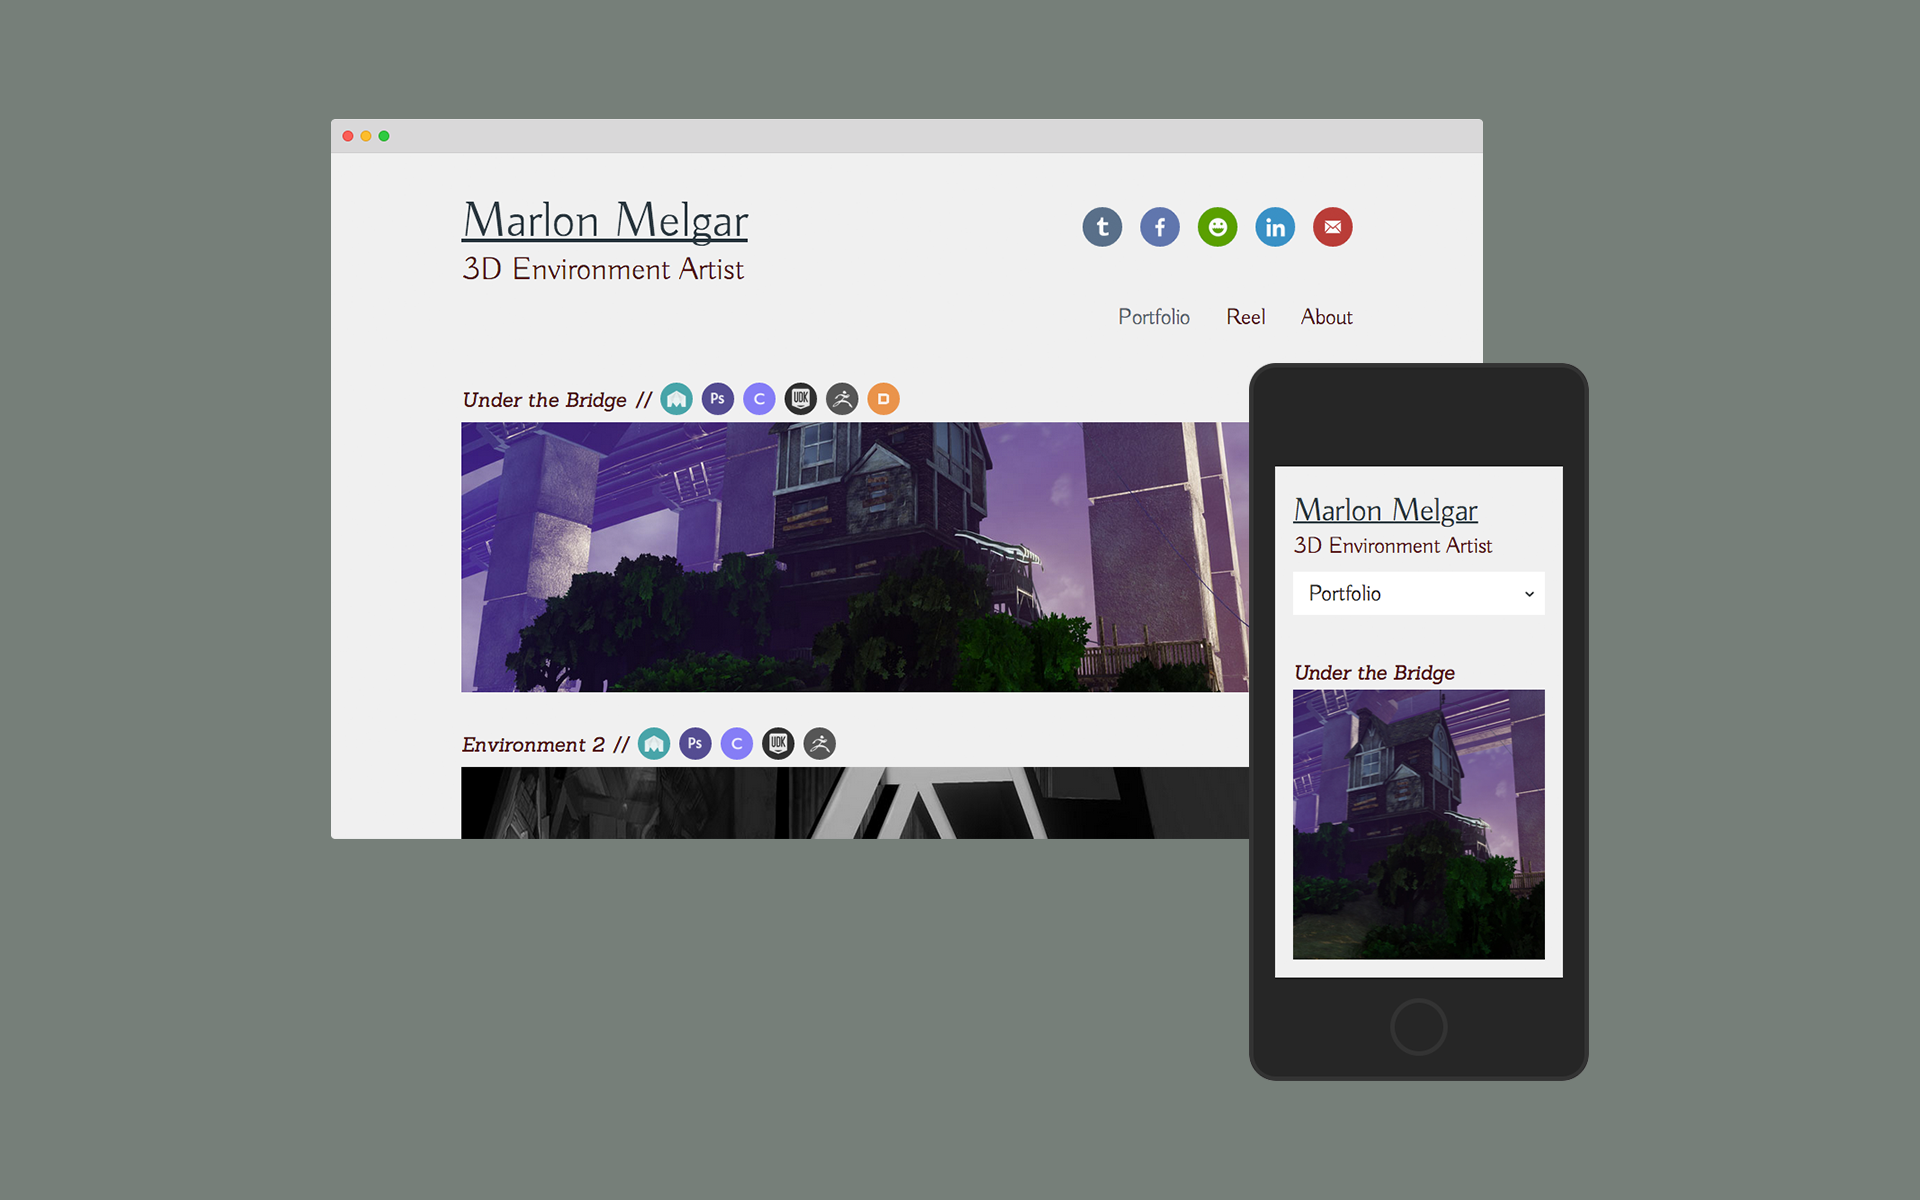 Marlon Melgar
3D Environment Artist
t f in
Portfolio Reel About
Under the Bridge // Ps C UDK D
Environment 2 // Ps C UDK
Marlon Melgar
3D Environment Artist
Portfolio
Under the Bridge